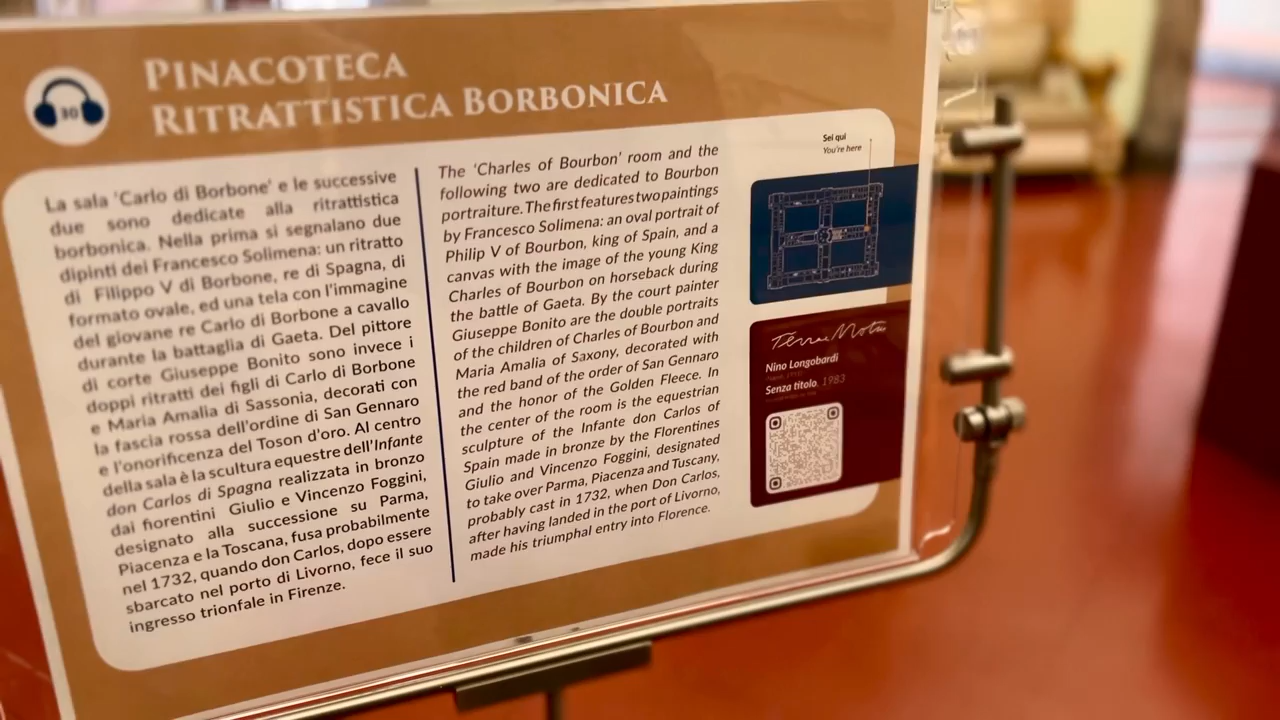 30
PINACOTECA
RITRATTISTICA BORBONICA
La sala ‘Carlo di Borbone’ e le successive
due sono dedicate alla ritrattistica
borbonica. Nella prima si segnalano due
dipinti dei Francesco Solimena: un ritratto
di Filippo V di Borbone, re di Spagna, di
formato ovale, ed una tela con l’immagine
del giovane re Carlo di Borbone a cavallo
durante la battaglia di Gaeta. Del pittore
di corte Giuseppe Bonito sono invece i
doppi ritratti dei figli di Carlo di Borbone
e Maria Amalia di Sassonia, decorati con
la fascia rossa dell’ordine di San Gennaro
e l’onorificenza del Toson d’oro. Al centro
della sala è la scultura equestre dell’Infante
don Carlos di Spagna realizzata in bronzo
dai fiorentini Giulio e Vincenzo Foggini,
designato alla successione su Parma,
Piacenza e la Toscana, fusa probabilmente
nel 1732, quando don Carlos, dopo essere
sbarcato nel porto di Livorno, fece il suo
ingresso trionfale in Firenze.
The ‘Charles of Bourbon’ room and the
following two are dedicated to Bourbon
portraiture. The first features two paintings
by Francesco Solimena: an oval portrait of
Philip V of Bourbon, king of Spain, and a
canvas with the image of the young King
Charles of Bourbon on horseback during
the battle of Gaeta. By the court painter
Giuseppe Bonito are the double portraits
of the children of Charles of Bourbon and
Maria Amalia of Saxony, decorated with
the red band of the order of San Gennaro
and the honor of the Golden Fleece. In
the center of the room is the equestrian
sculpture of the Infante don Carlos of
Spain made in bronze by the Florentines
Giulio and Vincenzo Foggini, designated
to take over Parma, Piacenza and Tuscany,
probably cast in 1732, when Don Carlos,
after having landed in the port of Livorno,
made his triumphal entry into Florence.
Sei qui
You're here
Terrae Motus
Nino Longobardi
Senza titolo, 1983